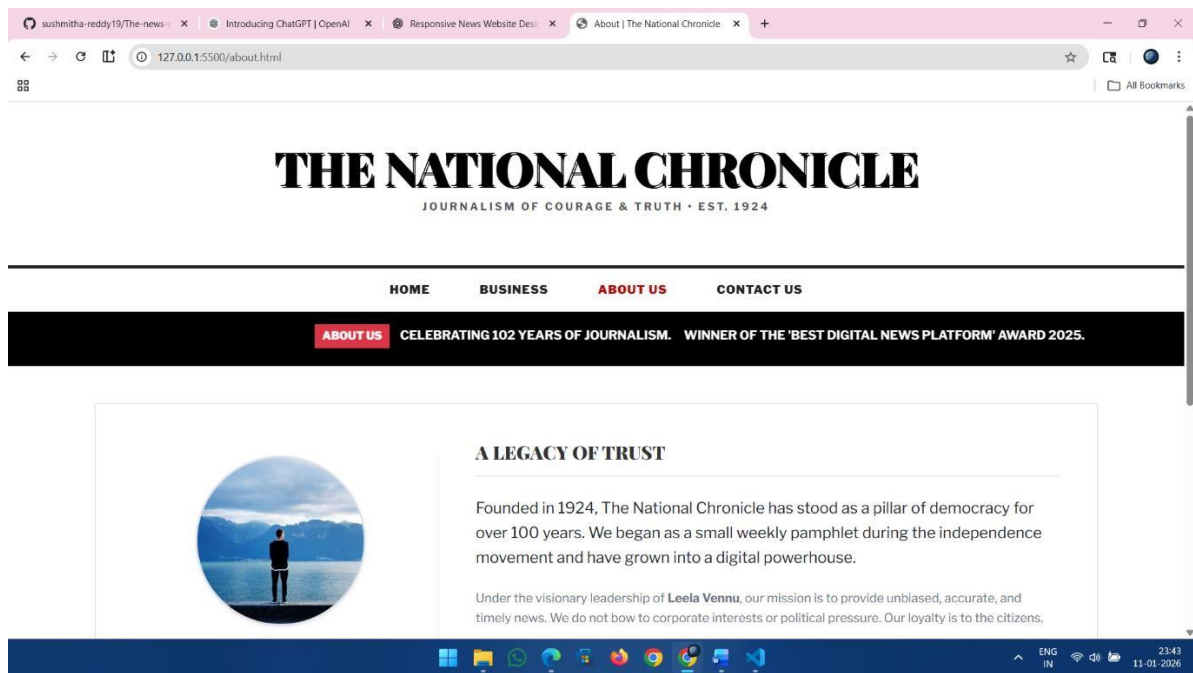 sushmitha-reddy19/The-news-
Introducing ChatGPT | OpenAI
Responsive News Website Desi
About | The National Chronicle
127.0.0.1:5500/about.html
All Bookmarks
THE NATIONAL CHRONICLE
JOURNALISM OF COURAGE & TRUTH • EST. 1924
HOME BUSINESS ABOUT US CONTACT US
ABOUT US CELEBRATING 102 YEARS OF JOURNALISM. WINNER OF THE 'BEST DIGITAL NEWS PLATFORM' AWARD 2025.
A LEGACY OF TRUST
Founded in 1924, The National Chronicle has stood as a pillar of democracy for
over 100 years. We began as a small weekly pamphlet during the independence
movement and have grown into a digital powerhouse.
Under the visionary leadership of Leela Vennu, our mission is to provide unbiased, accurate, and
timely news. We do not bow to corporate interests or political pressure. Our loyalty is to the citizens.
ENG
IN
23:43
11-01-2026